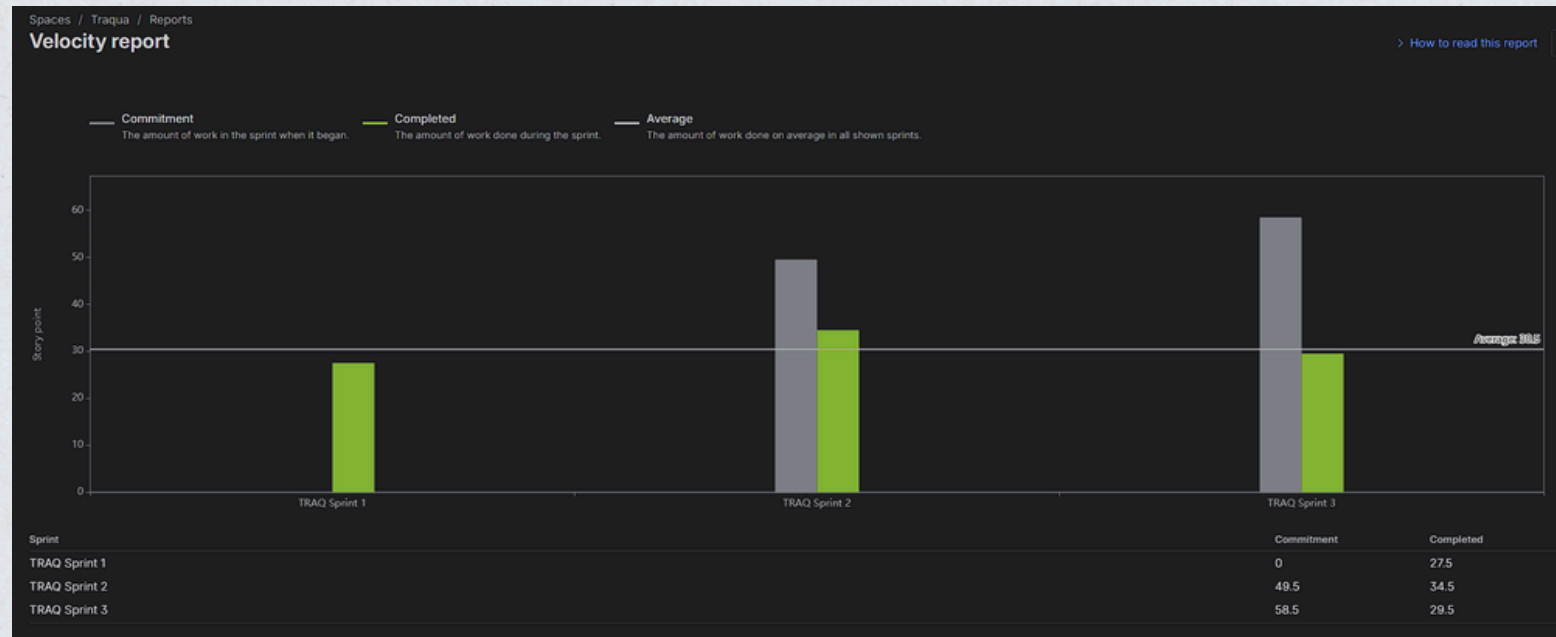 Spaces / Traqua / Reports
Velocity report
How to read this report
Commitment
The amount of work in the sprint when it began.
Completed
The amount of work done during the sprint.
Average
The amount of work done on average in all shown sprints.
60
50
40
30
20
10
0
Story point
Average: 30.5
TRAQ Sprint 1 TRAQ Sprint 2 TRAQ Sprint 3
Sprint Commitment Completed
TRAQ Sprint 1 0 27.5
TRAQ Sprint 2 49.5 34.5
TRAQ Sprint 3 58.5 29.5